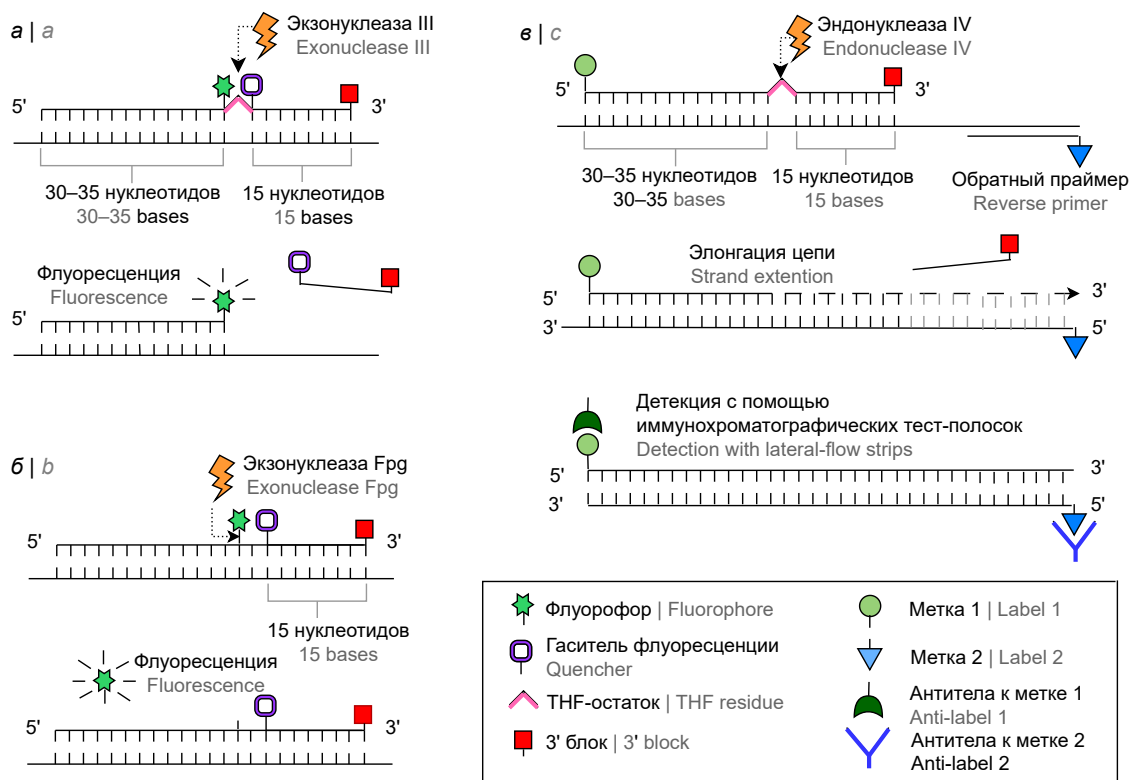 а | a
Экзонуклеаза III
Exonuclease III
5'
3'
30–35 нуклеотидов
30–35 bases
15 нуклеотидов
15 bases
Флуоресценция
Fluorescence
5'
б | b
Экзонуклеаза Fpg
Exonuclease Fpg
5'
3'
15 нуклеотидов
15 bases
Флуоресценция
Fluorescence
5'
3'
в | c
Эндонуклеаза IV
Endonuclease IV
5'
3'
30–35 нуклеотидов
30–35 bases
15 нуклеотидов
15 bases
Обратный праймер
Reverse primer
Элонгация цепи
Strand extention
5'
3'
3'
5'
Детекция с помощью
иммунохроматографических тест-полосок
Detection with lateral-flow strips
5'
3'
3'
5'
Флуорофор | Fluorophore
Гаситель флуоресценции
Quencher
THF-остаток | THF residue
3' блок | 3' block
Метка 1 | Label 1
Метка 2 | Label 2
Антитела к метке 1
Anti-label 1
Антитела к метке 2
Anti-label 2